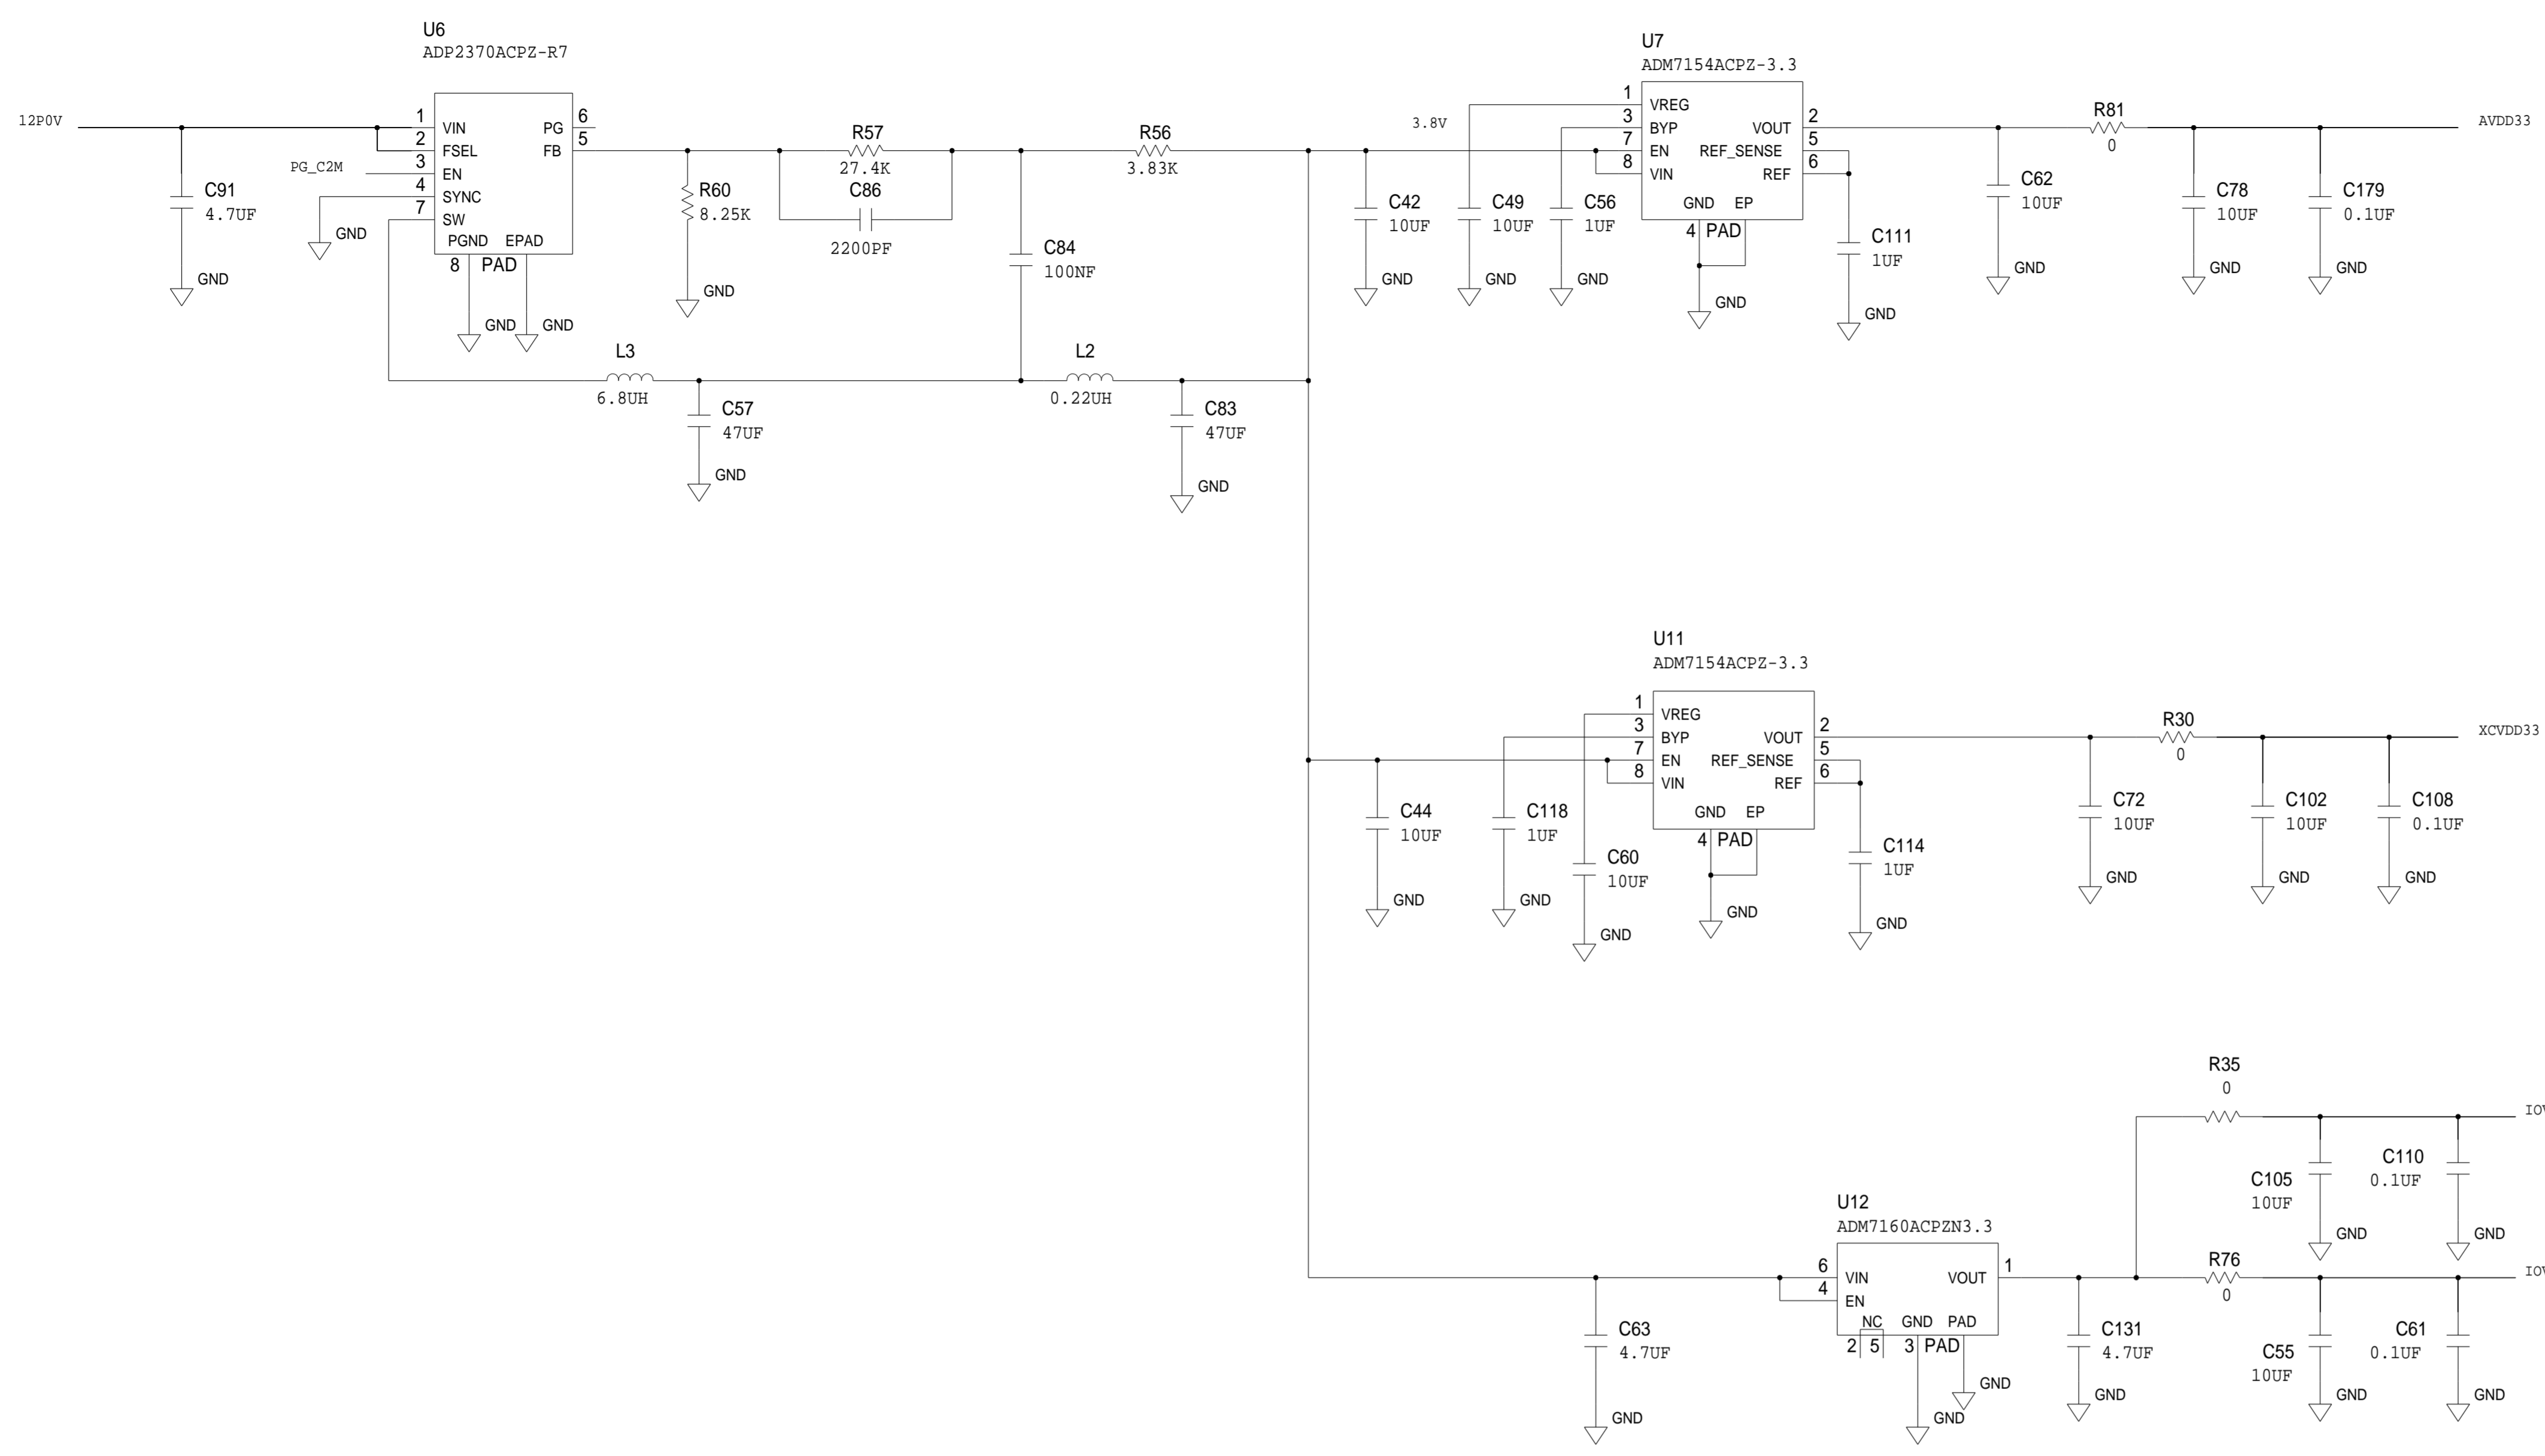 U6
ADP2370ACPZ-R7
12P0V
1
2
3
4
7
VIN
FSEL
EN
SYNC
SW
PG
FB
6
5
PGND EPAD
8 PAD
PG_C2M
GND
C91
4.7UF
GND
GND GND
R60
8.25K
GND
R57
27.4K
C86
2200PF
R56
3.83K
C84
100NF
L3
6.8UH
C57
47UF
GND
L2
0.22UH
C83
47UF
GND
3.8V
U7
ADM7154ACPZ-3.3
1
3
7
8
VREG
BYP
EN
VIN
VOUT
REF_SENSE
REF
2
5
6
GND EP
4 PAD
GND
C42
10UF
GND
C49
10UF
GND
C56
1UF
GND
C111
1UF
GND
C62
10UF
GND
R81
0
C78
10UF
GND
C179
0.1UF
GND
AVDD33
U11
ADM7154ACPZ-3.3
1
3
7
8
VREG
BYP
EN
VIN
VOUT
REF_SENSE
REF
2
5
6
GND EP
4 PAD
GND
C44
10UF
GND
C118
1UF
GND
C60
10UF
GND
C114
1UF
GND
C72
10UF
GND
R30
0
C102
10UF
GND
C108
0.1UF
GND
XCVDD33
R35
0
C105
10UF
GND
C110
0.1UF
GND
U12
ADM7160ACPZN3.3
6
4
VIN
EN
VOUT
1
NC GND PAD
2 5 3 PAD
GND
GND
C63
4.7UF
GND
C131
4.7UF
GND
R76
0
C55
10UF
GND
C61
0.1UF
GND